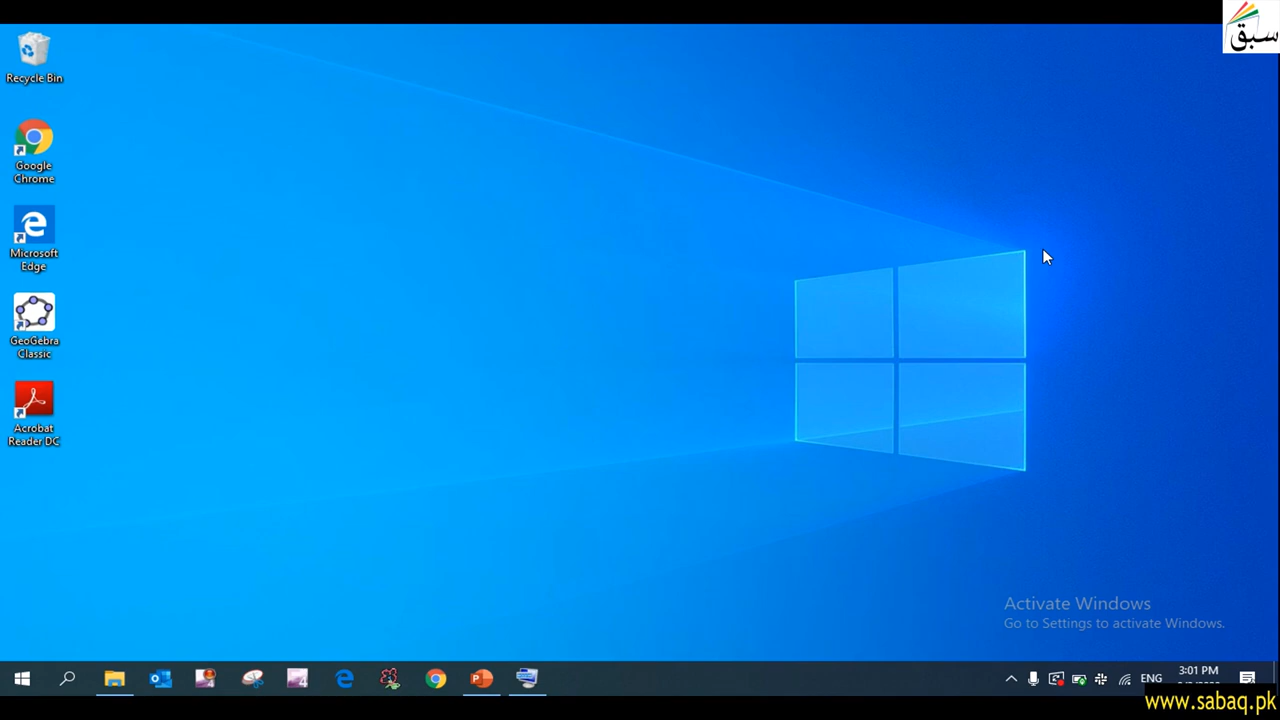 سبق
Recycle Bin
Google
Chrome
Microsoft
Edge
GeoGebra
Classic
Acrobat
Reader DC
Activate Windows
Go to Settings to activate Windows.
ENG
3:01 PM
www.sabaq.pk